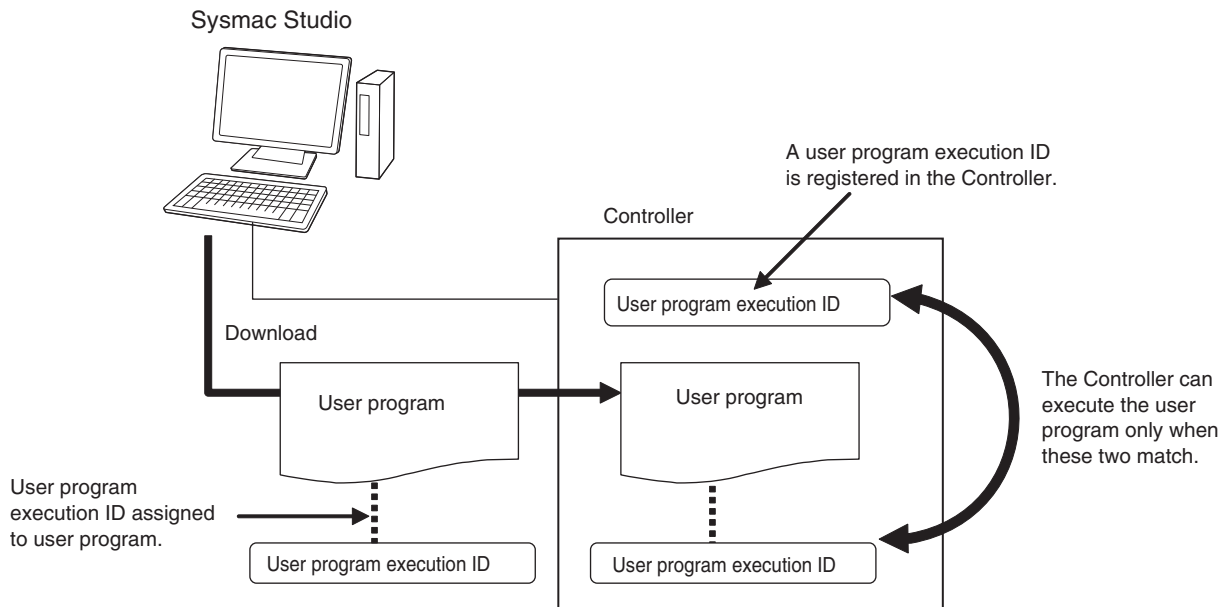 Sysmac Studio
A user program execution ID
is registered in the Controller.
Controller
User program execution ID
Download
User program
User program
The Controller can
execute the user
program only when
these two match.
User program
execution ID assigned
to user program.
User program execution ID
User program execution ID